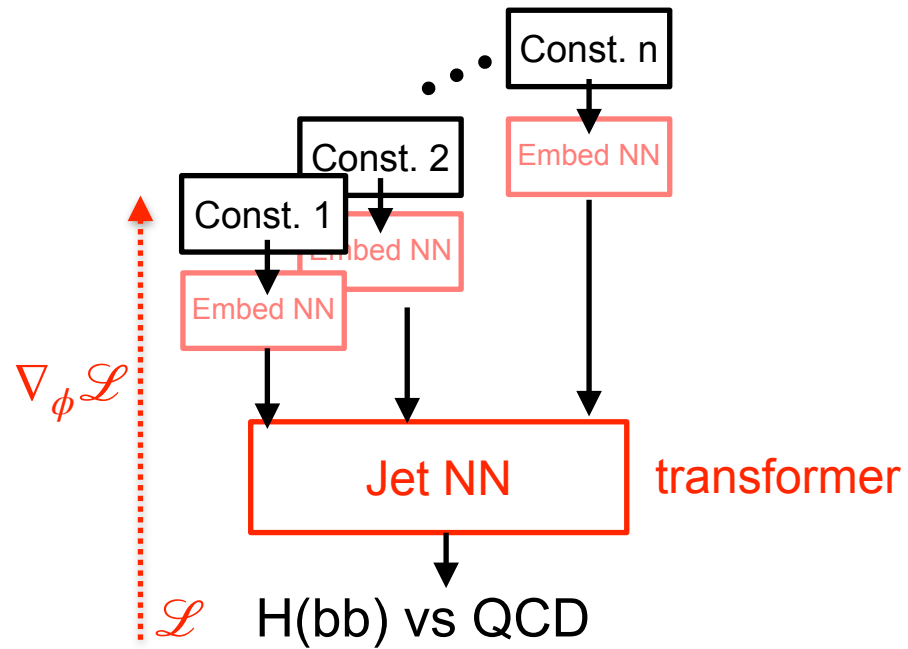 Const. n
Embed NN
Const. 2
Embed NN
Const. 1
Embed NN
∇ϕℒ
Jet NN
transformer
ℒ
H(bb) vs QCD